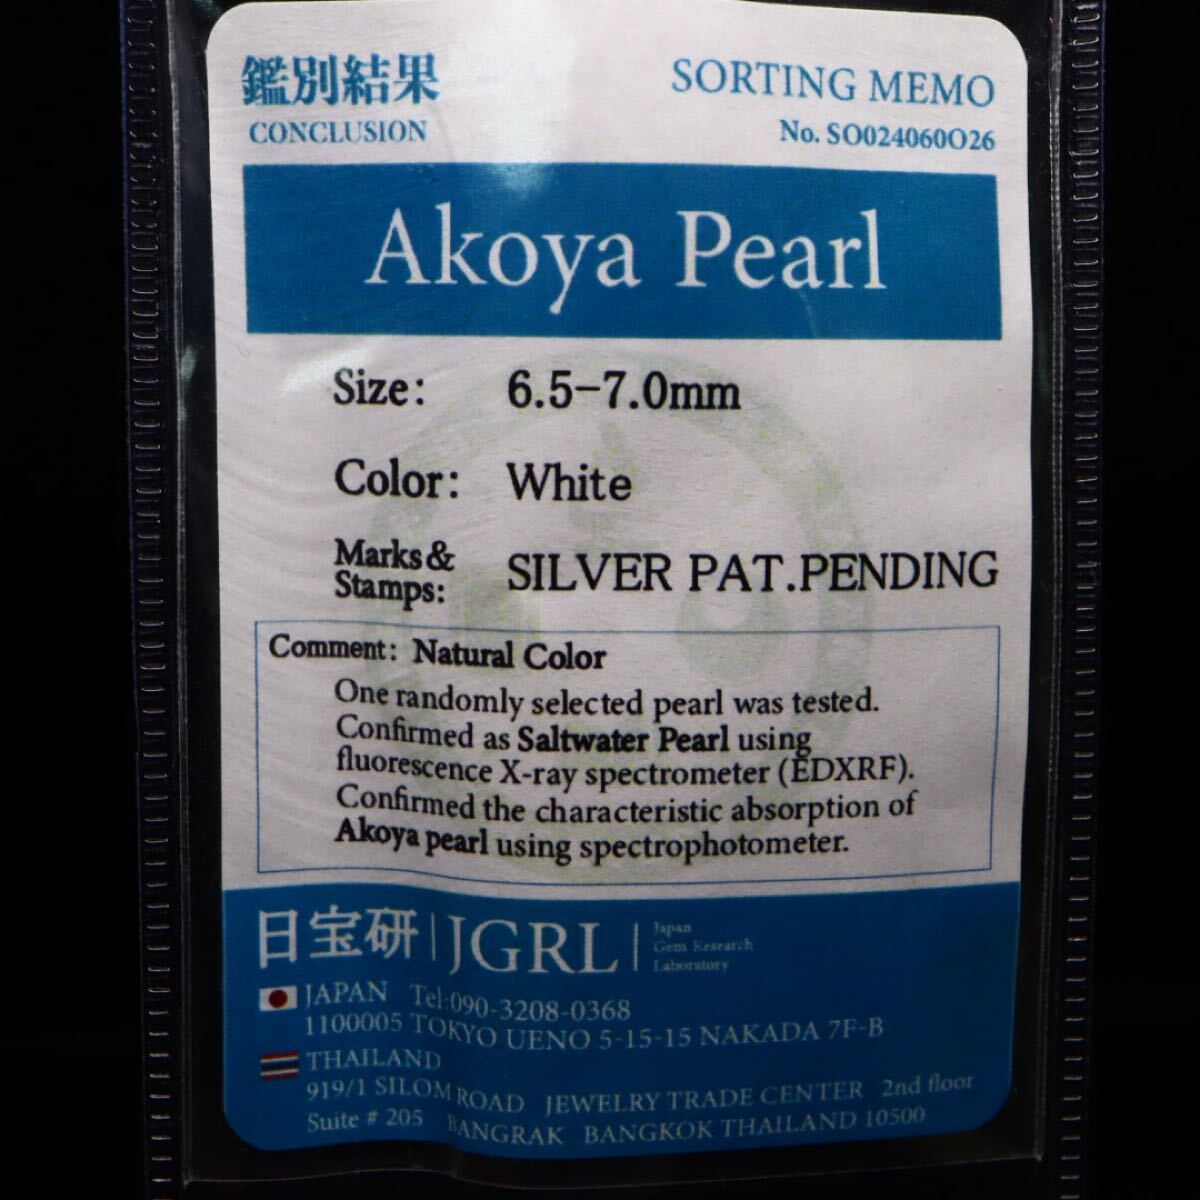 鑑別結果
CONCLUSION
SORTING MEMO
No. SO024060O26
Akoya Pearl
Size: 6.5-7.0mm
Color: White
Marks & Stamps: SILVER PAT.PENDING
Comment: Natural Color
One randomly selected pearl was tested.
Confirmed as Saltwater Pearl using
fluorescence X-ray spectrometer (EDXRF).
Confirmed the characteristic absorption of
Akoya pearl using spectrophotometer.
日宝研 JGRL
Japan
Gem Research
Laboratory
JAPAN Tel:090-3208-0368
1100005 TOKYO UENO 5-15-15 NAKADA 7F-B
THAILAND
919/1 SILOM ROAD JEWELRY TRADE CENTER 2nd floor
Suite # 205 BANGRAK BANGKOK THAILAND 10500